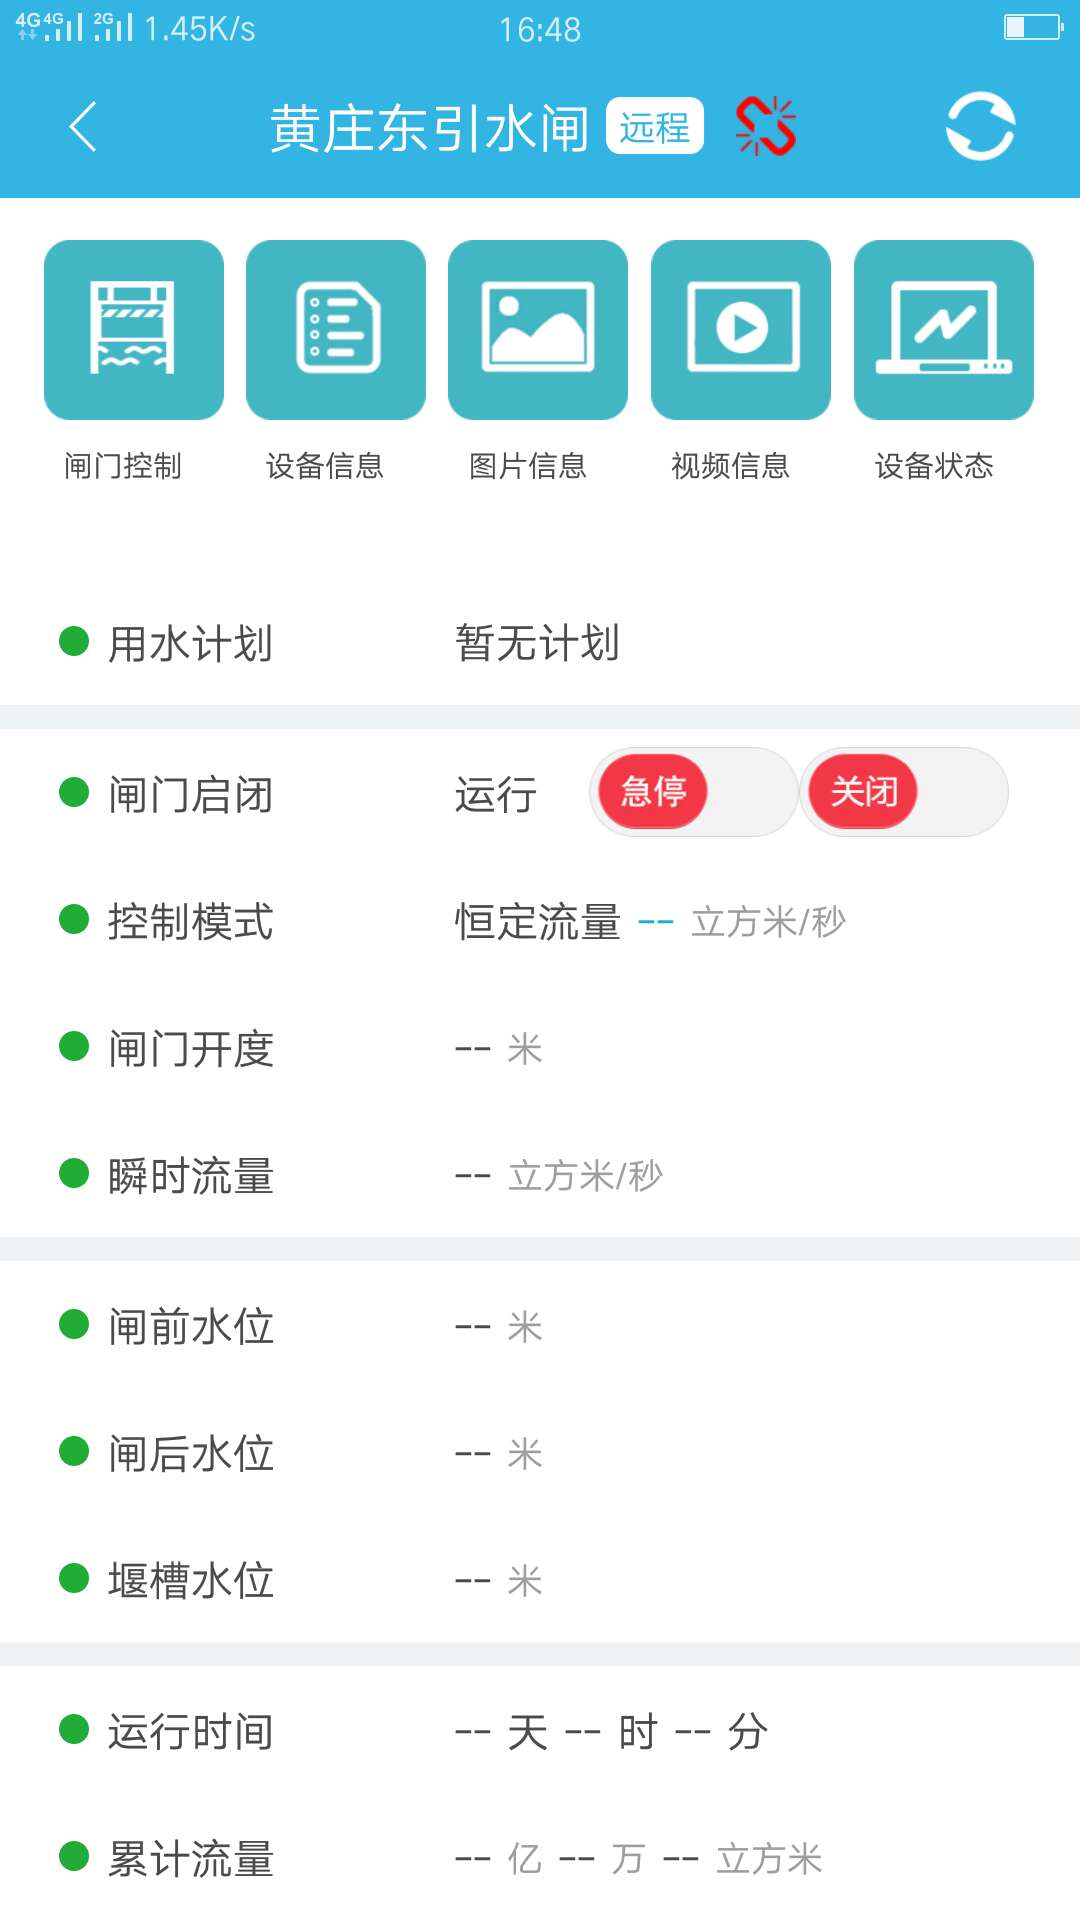 4G 4G 2G 1.45K/s 16:48
黄庄东引水闸 远程
闸门控制 设备信息 图片信息 视频信息 设备状态
用水计划 暂无计划
闸门启闭 运行 急停 关闭
控制模式 恒定流量 -- 立方米/秒
闸门开度 -- 米
瞬时流量 -- 立方米/秒
闸前水位 -- 米
闸后水位 -- 米
堰槽水位 -- 米
运行时间 -- 天 -- 时 -- 分
累计流量 -- 亿 -- 万 -- 立方米